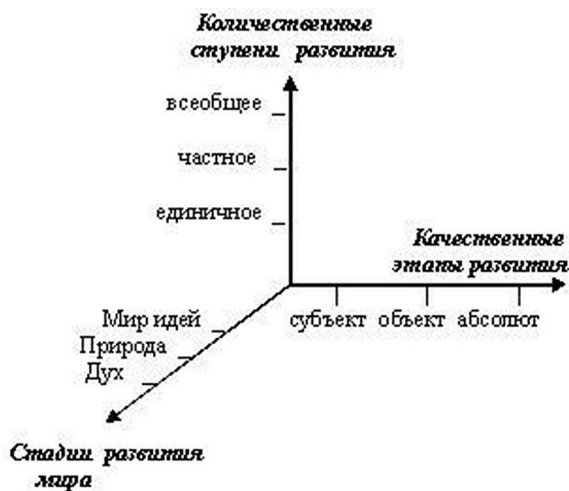 Количественные
ступени развития
всеобщее
частное
единичное
Качественные
этапы развития
субъект объект абсолют
Мир идей
Природа
Дух
Стадии развития
мира